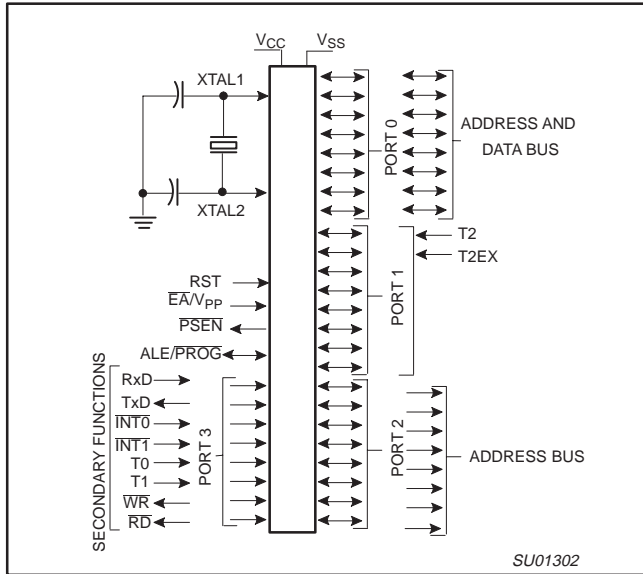 VCC VSS
XTAL1
XTAL2
PORT 0
ADDRESS AND
DATA BUS
T2
T2EX
PORT 1
RST
EA/VPP
PSEN
ALE/PROG
SECONDARY FUNCTIONS
RxD
TxD
INT0
INT1
T0
T1
WR
RD
PORT 3
PORT 2
ADDRESS BUS
SU01302